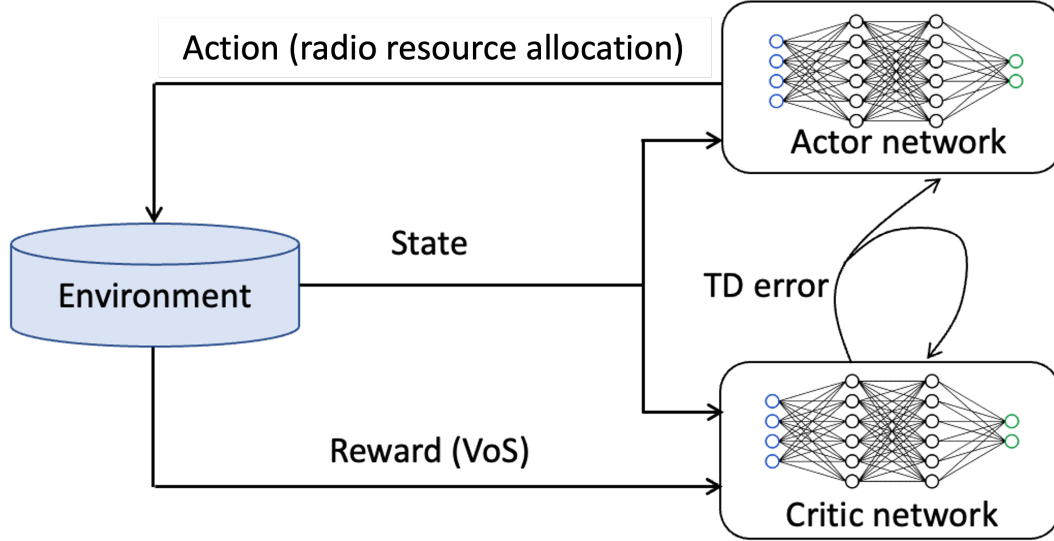 Action (radio resource allocation)
Actor network
State
Environment
TD error
Reward (VoS)
Critic network